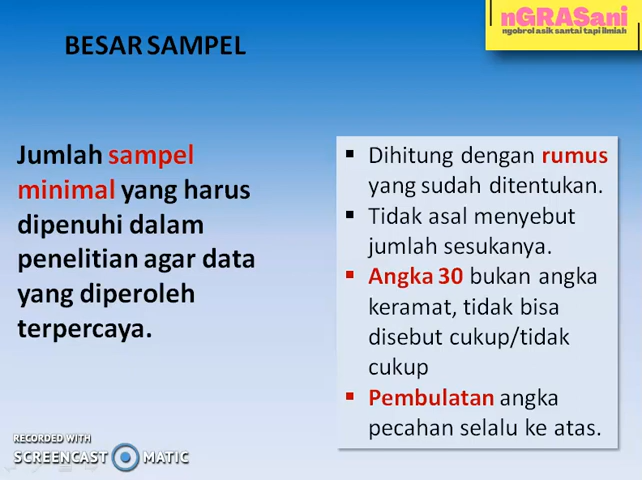 nGRASani
ngobrol asik santai tapi ilmiah
BESAR SAMPEL
Jumlah sampel
minimal yang harus
dipenuhi dalam
penelitian agar data
yang diperoleh
terpercaya.
▪ Dihitung dengan rumus
yang sudah ditentukan.
▪ Tidak asal menyebut
jumlah sesukanya.
▪ Angka 30 bukan angka
keramat, tidak bisa
disebut cukup/tidak
cukup
▪ Pembulatan angka
pecahan selalu ke atas.
RECORDED WITH
SCREENCAST MATIC